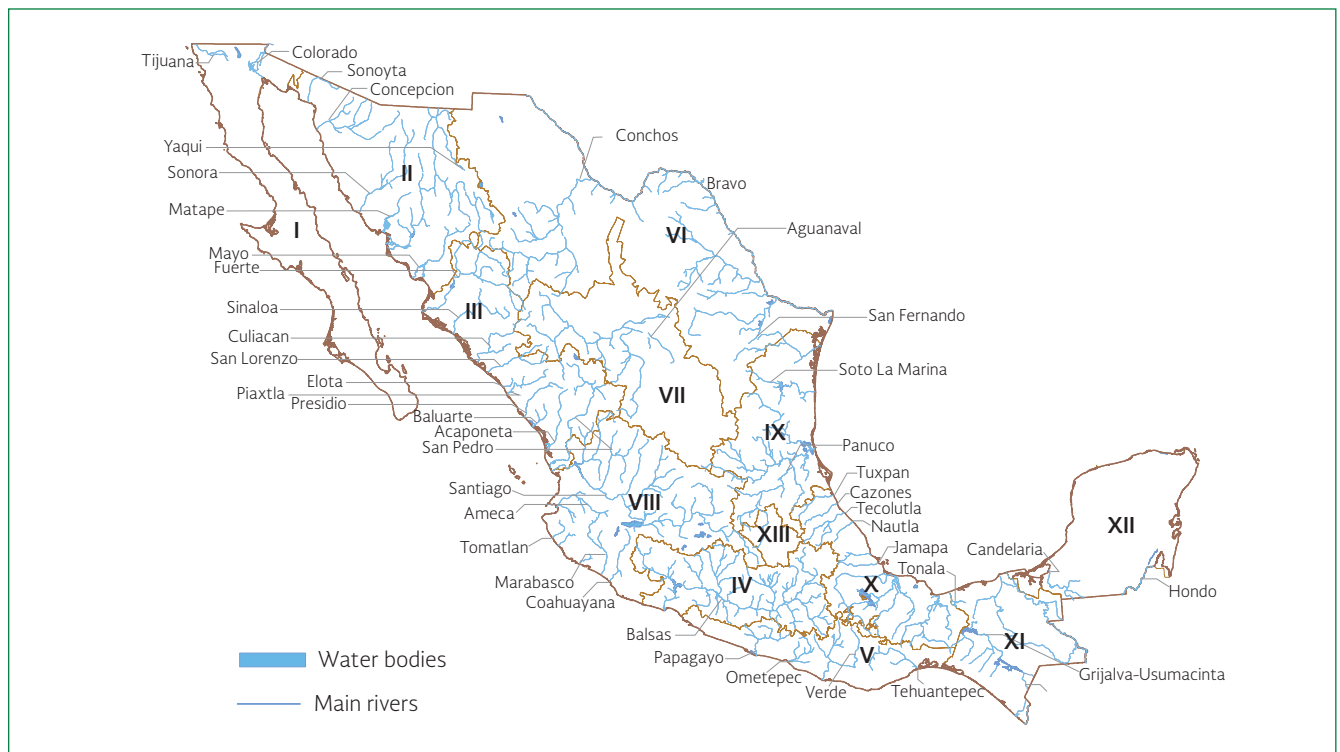 Colorado
Tijuana
Sonoyta
Concepcion
Conchos
Yaqui
II
Sonora
Bravo
Matape
I
VI
Aguanaval
Mayo
Fuerte
Sinaloa
III
San Fernando
Culiacan
San Lorenzo
Soto La Marina
Elota
Piaxtla
VII
Presidio
Baluarte
Acaponeta
IX
San Pedro
Panuco
Tuxpan
Santiago
Cazones
VIII
Tecolutla
Ameca
Nautla
XII
XIII
Tomatlan
Jamapa
Candelaria
Tonala
Marabasco
IV
X
Hondo
Coahuayana
Balsas
XI
Papagayo
V
Grijalva-Usumacinta
Ometepec
Verde
Tehuantepec
Water bodies
Main rivers